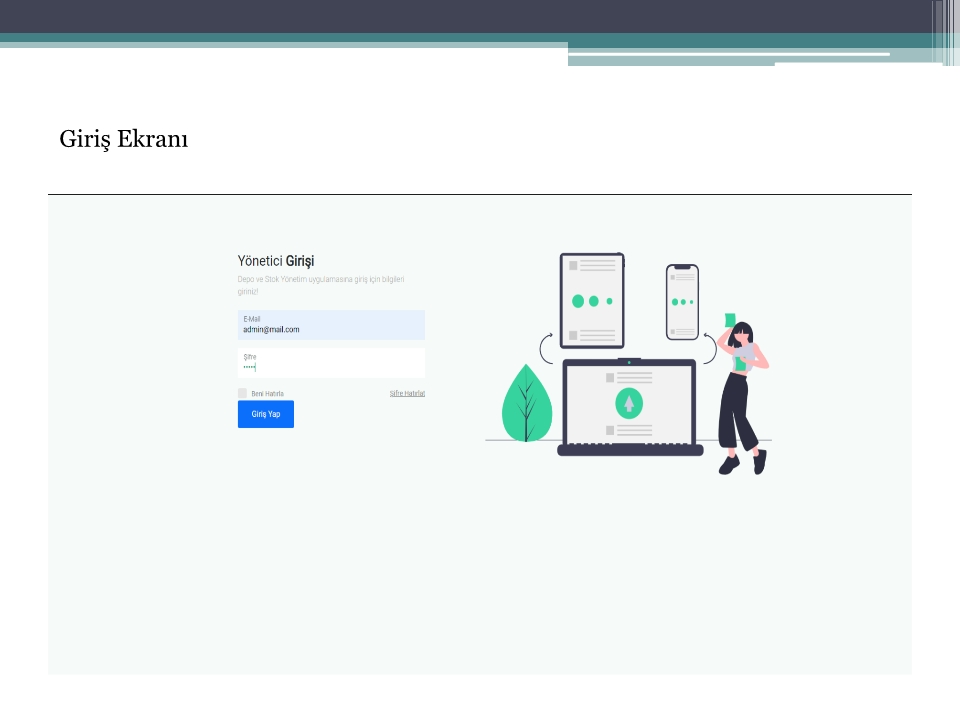 Giriş Ekranı
Yönetici Girişi
Depo ve Stok Yönetim uygulamasına giriş için bilgileri
giriniz!
E-Mail
admin@mail.com
Şifre
•••••
Beni Hatırla
Şifre Hatırlat
Giriş Yap